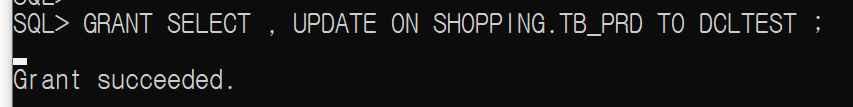 SQL> GRANT SELECT , UPDATE ON SHOPPING.TB_PRD TO DCLTEST ;
Grant succeeded.